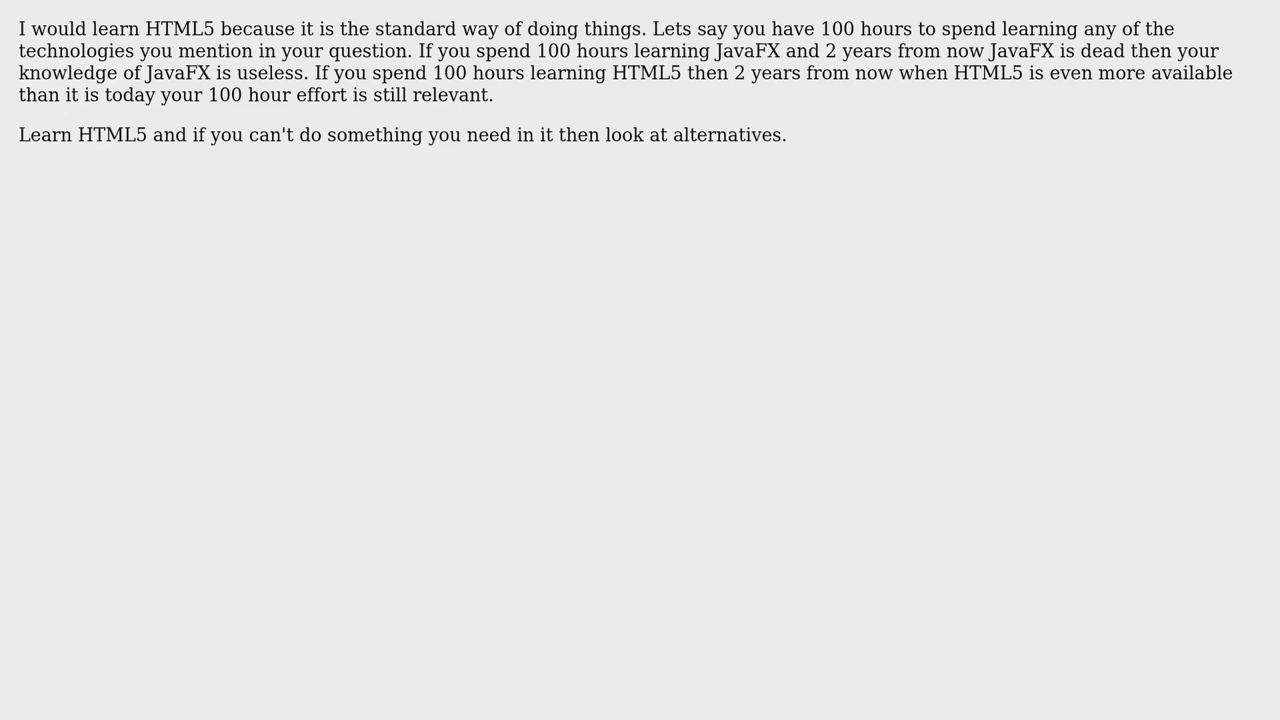 I would learn HTML5 because it is the standard way of doing things. Lets say you have 100 hours to spend learning any of the
technologies you mention in your question. If you spend 100 hours learning JavaFX and 2 years from now JavaFX is dead then your
knowledge of JavaFX is useless. If you spend 100 hours learning HTML5 then 2 years from now when HTML5 is even more available
than it is today your 100 hour effort is still relevant.
Learn HTML5 and if you can't do something you need in it then look at alternatives.